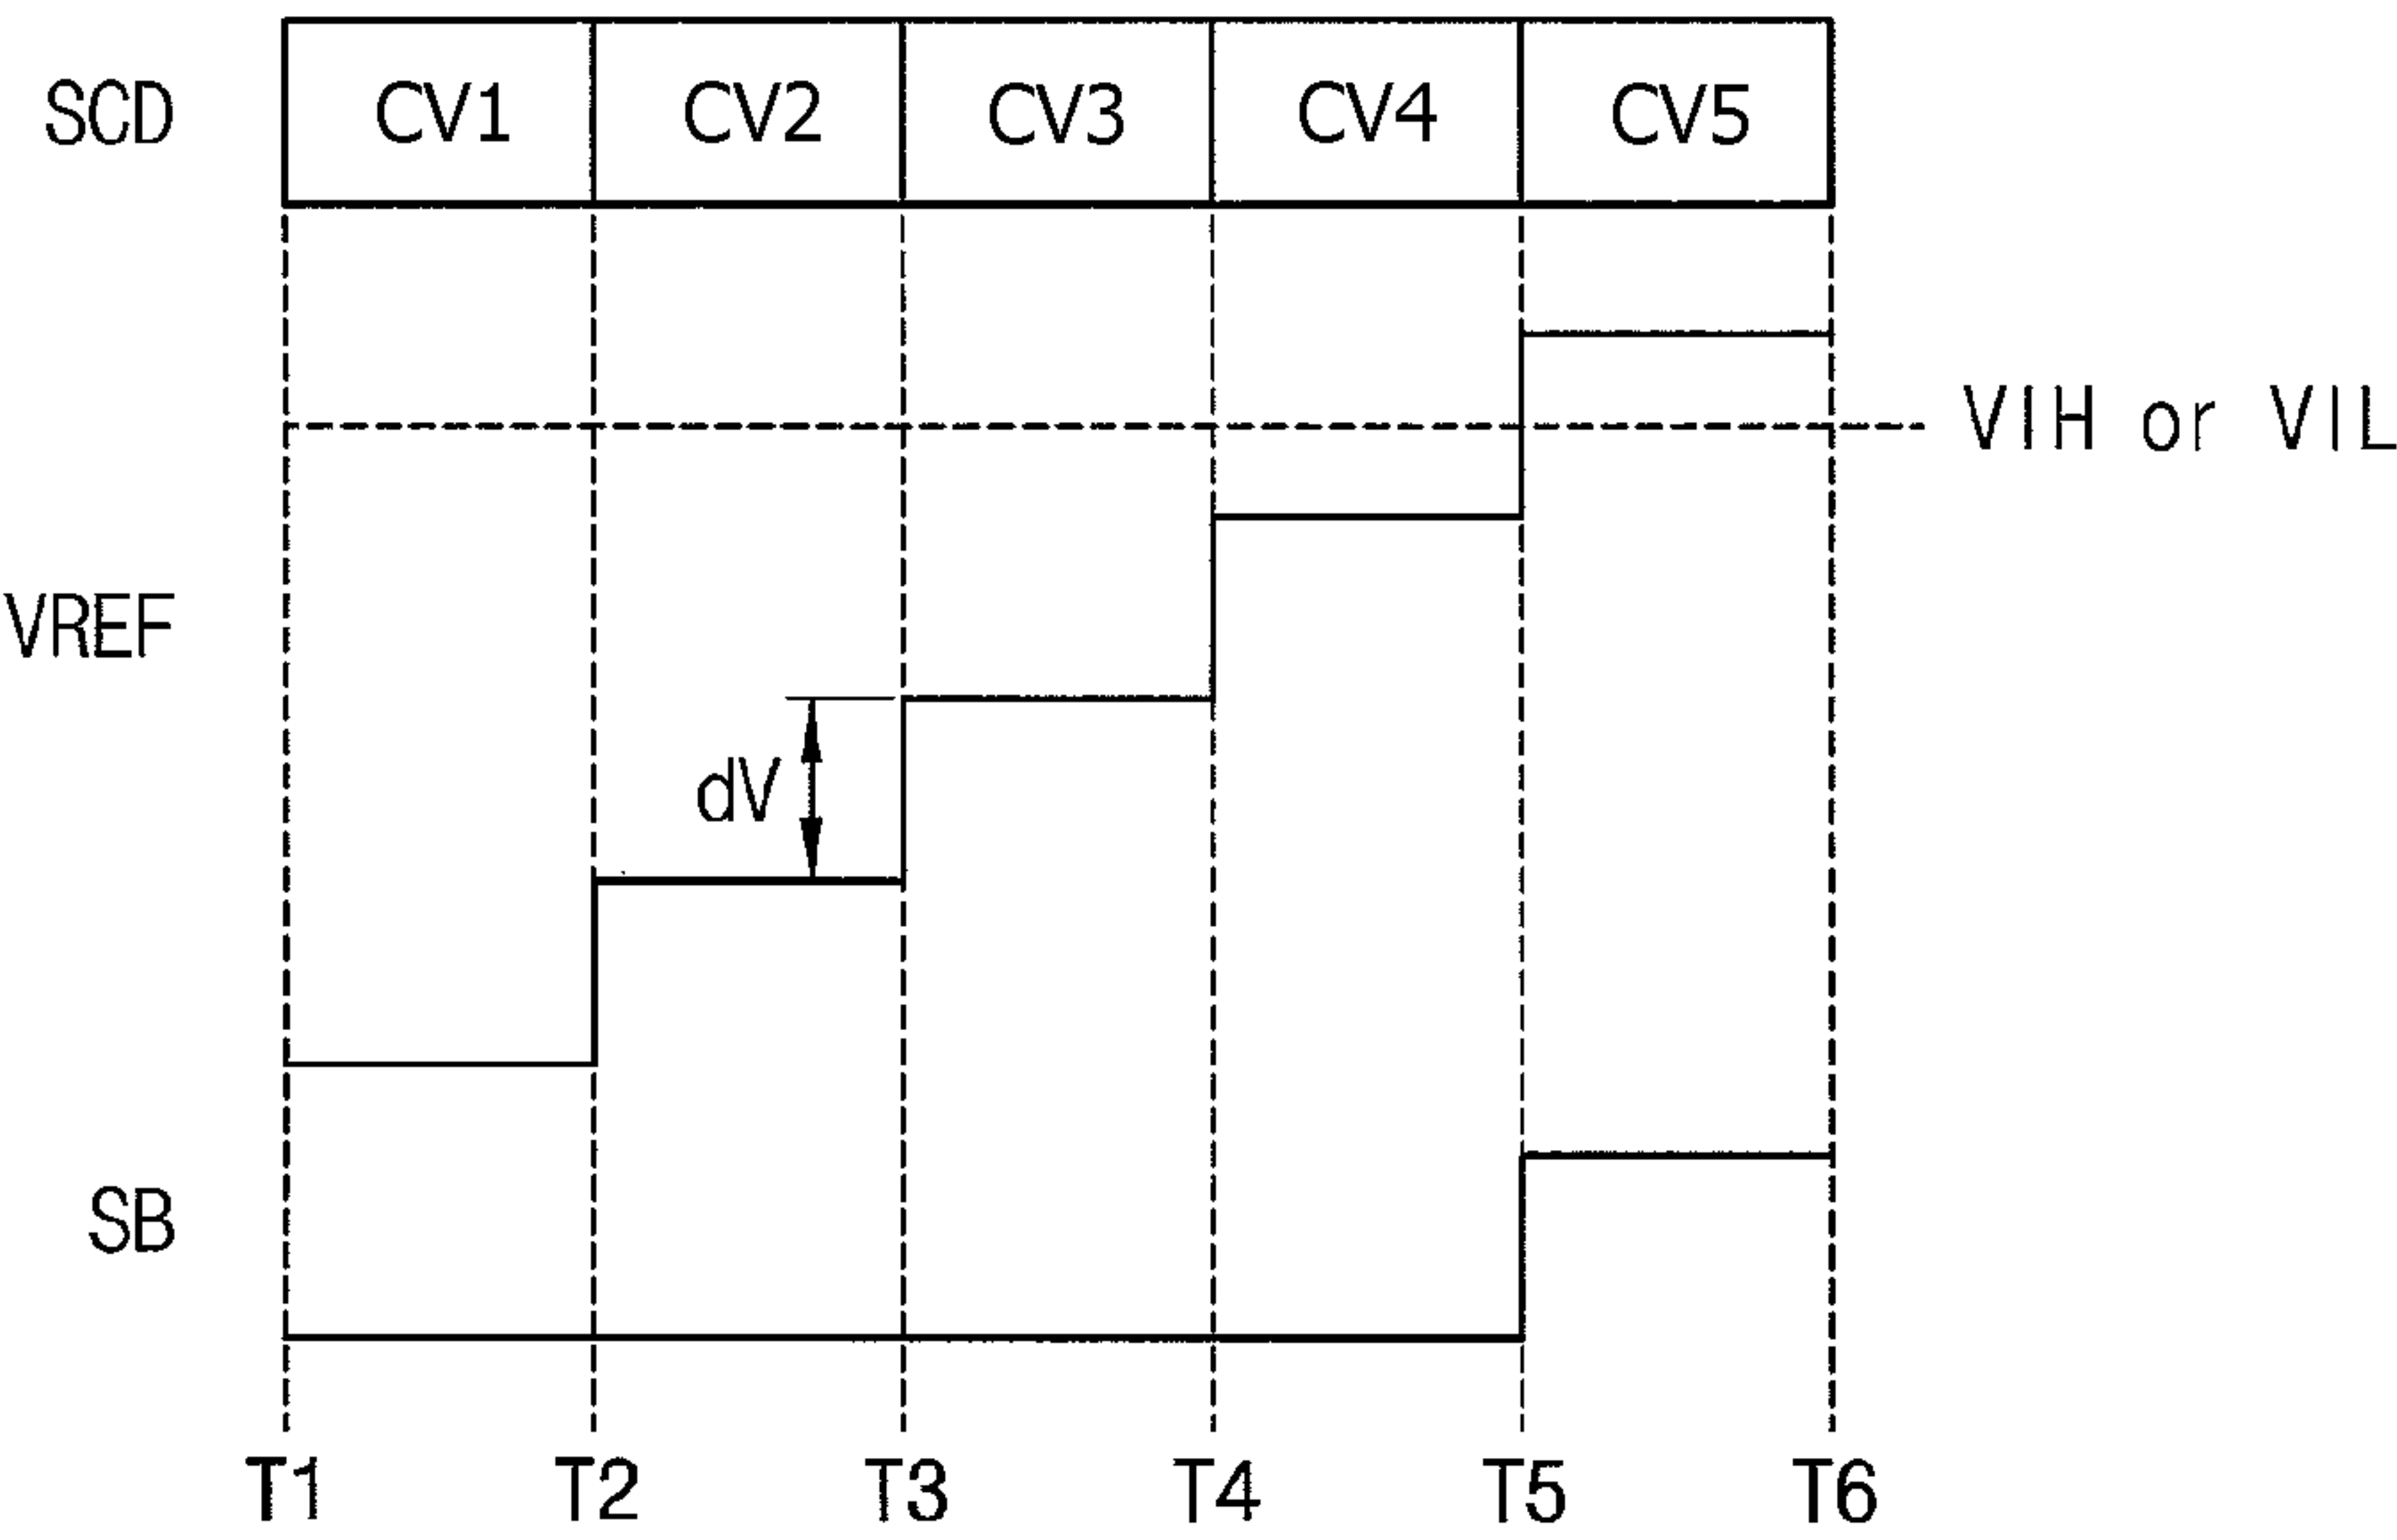 SCD CV1 CV2 CV3 CV4 CV5
VIH or VIL
VREF
dV
SB
T1 T2 T3 T4 T5 T6